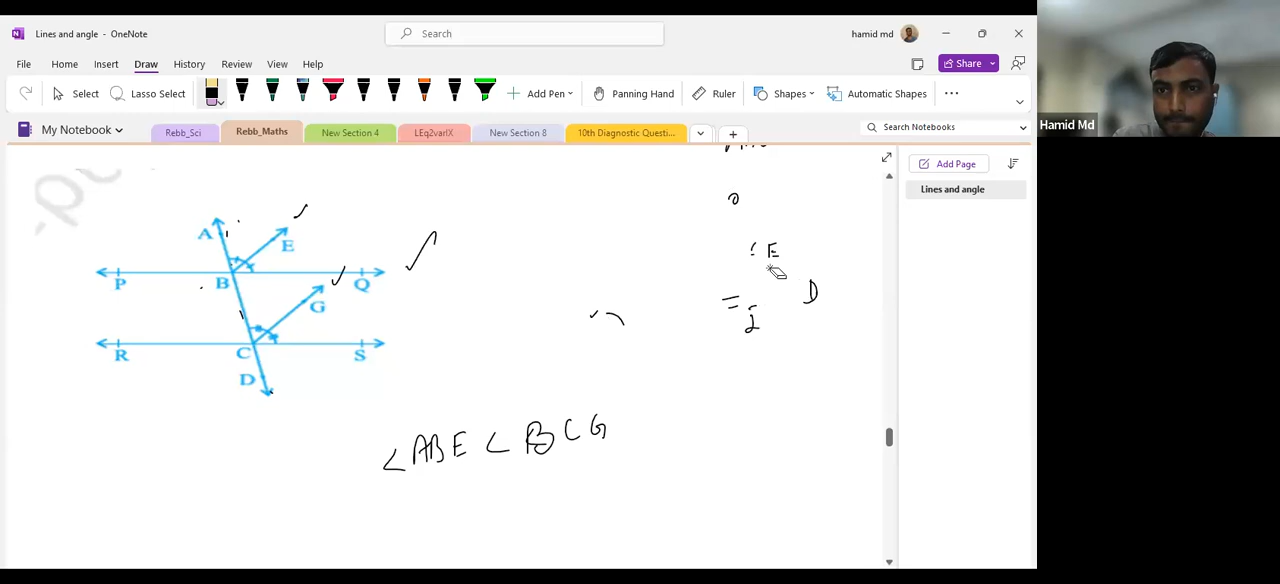 Lines and angle - OneNote
Search
hamid md
File Home Insert Draw History Review View Help
Share
Select Lasso Select Add Pen Panning Hand Ruler Shapes Automatic Shapes
My Notebook Rebb_Sci Rebb_Maths New Section 4 LEq2varIX New Section 8 10th Diagnostic Questi... Search Notebooks
Add Page
Lines and angle
Hamid Md
A
E
P B Q
G
R C S
D
E
D
=
∠ABE ∠BCG